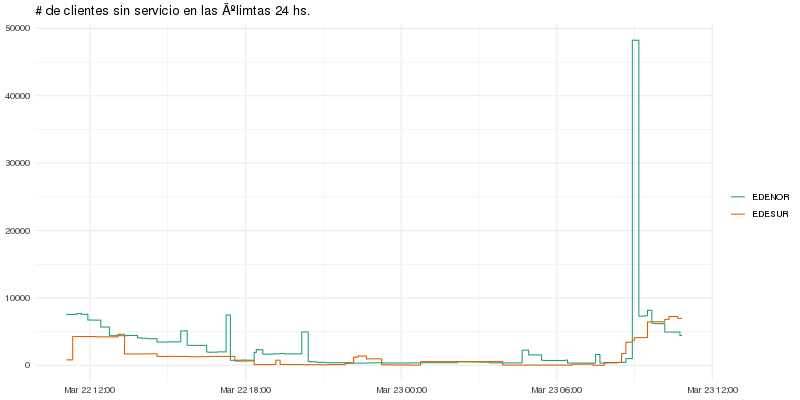 # de clientes sin servicio en las Ãºlimtas 24 hs.
50000
40000
30000
20000
10000
0
Mar 22 12:00
Mar 22 18:00
Mar 23 00:00
Mar 23 06:00
Mar 23 12:00
EDENOR
EDESUR